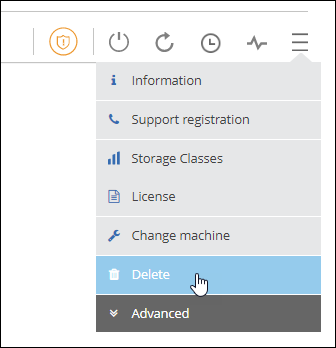 Information
Support registration
Storage Classes
License
Change machine
Delete
Advanced